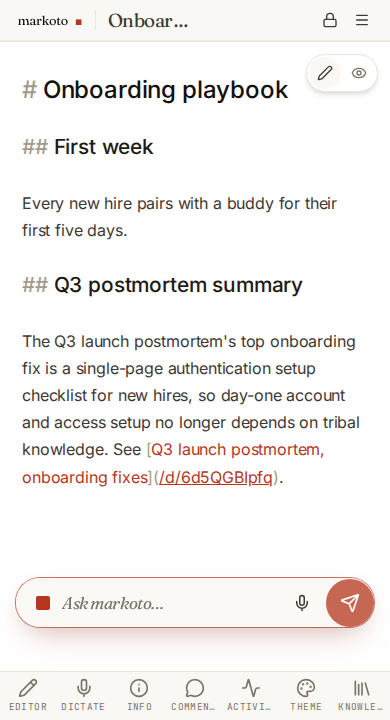 markoto Onboar...
# Onboarding playbook
## First week
Every new hire pairs with a buddy for their
first five days.
## Q3 postmortem summary
The Q3 launch postmortem's top onboarding
fix is a single-page authentication setup
checklist for new hires, so day-one account
and access setup no longer depends on tribal
knowledge. See [Q3 launch postmortem,
onboarding fixes](/d/6d5QGBlpfq).
Ask markoto...
EDITOR DICTATE INFO COMMEN… ACTIVI… THEME KNOWLE…